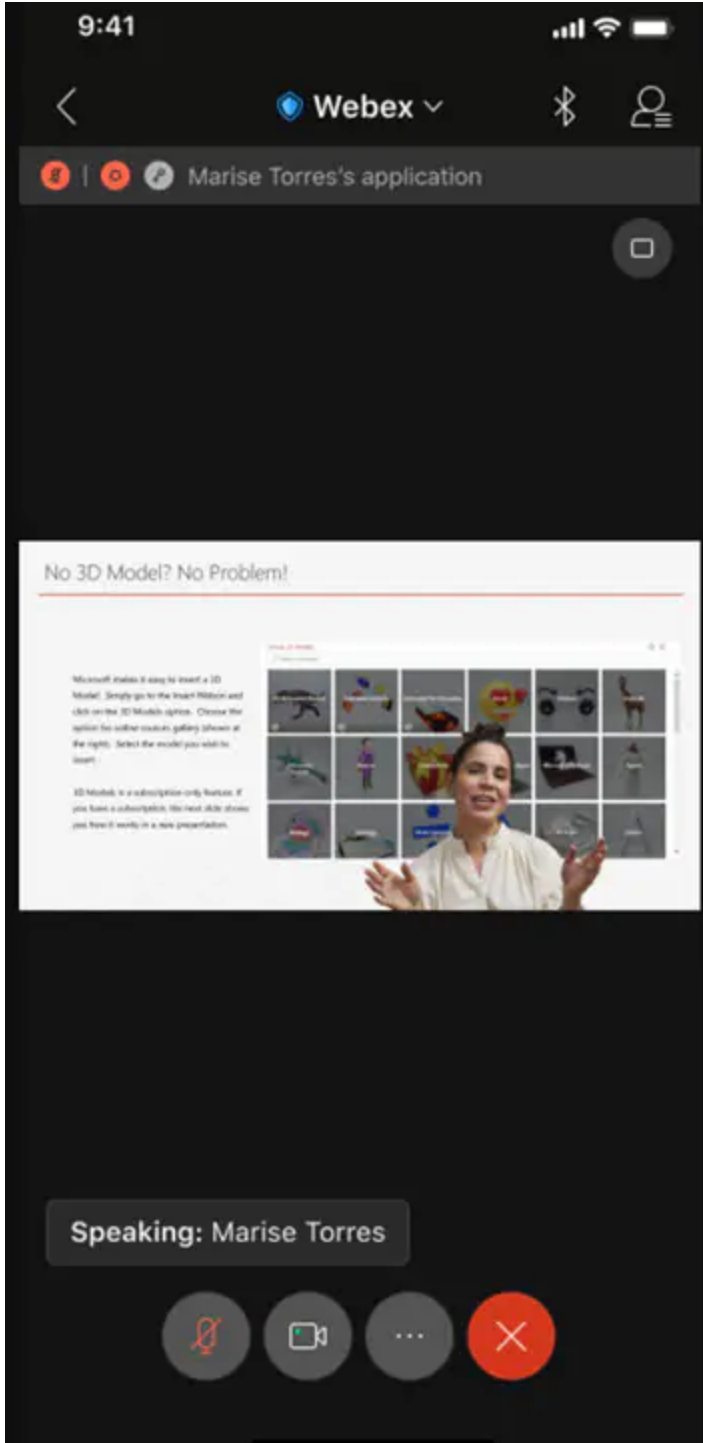 9:41
Webex
Marise Torres's application
No 3D Model? No Problem!
Microsoft makes it easy to insert a 3D
Model. Simply go to the Insert Ribbon and
click on the 3D Models option. Choose the
option for online sources gallery (shown at
the right). Select the model you wish to
insert.
3D Models is a subscription only feature. If
you have a subscription, the next slide shows
you how it works in a new presentation.
Speaking: Marise Torres